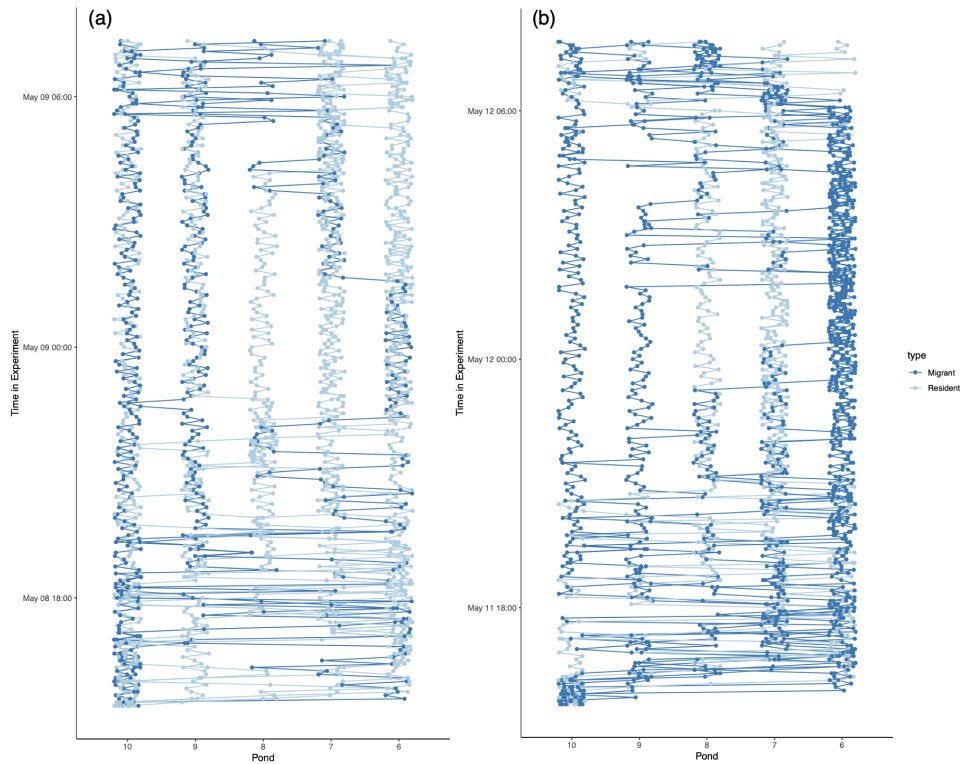 (a)
May 09 06:00
May 09 00:00
May 08 18:00
Time in Experiment
10 9 8 7 6
Pond
(b)
May 12 06:00
May 12 00:00
May 11 18:00
Time in Experiment
10 9 8 7 6
Pond
type
Migrant
Resident